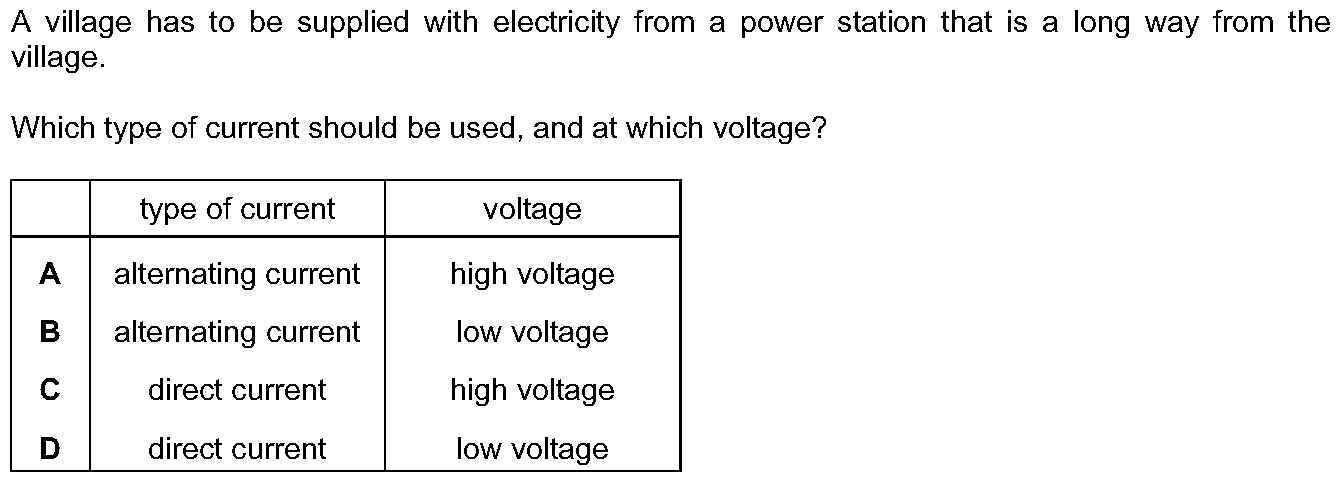 A village has to be supplied with electricity from a power station that is a long way from the
village.
Which type of current should be used, and at which voltage?
type of current voltage
A alternating current high voltage
B alternating current low voltage
C direct current high voltage
D direct current low voltage